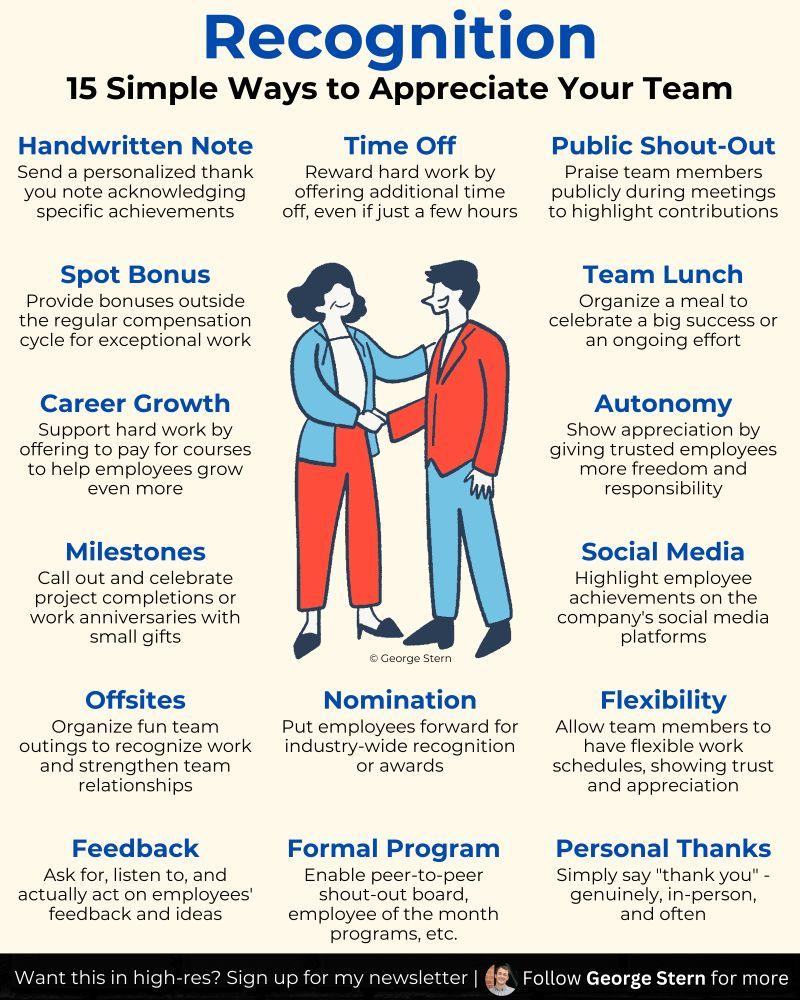 Recognition
15 Simple Ways to Appreciate Your Team
Handwritten Note
Send a personalized thank
you note acknowledging
specific achievements
Time Off
Reward hard work by
offering additional time
off, even if just a few hours
Public Shout-Out
Praise team members
publicly during meetings
to highlight contributions
Spot Bonus
Provide bonuses outside
the regular compensation
cycle for exceptional work
Team Lunch
Organize a meal to
celebrate a big success or
an ongoing effort
Career Growth
Support hard work by
offering to pay for courses
to help employees grow
even more
Autonomy
Show appreciation by
giving trusted employees
more freedom and
responsibility
Milestones
Call out and celebrate
project completions or
work anniversaries with
small gifts
Social Media
Highlight employee
achievements on the
company's social media
platforms
© George Stern
Offsites
Organize fun team
outings to recognize work
and strengthen team
relationships
Nomination
Put employees forward for
industry-wide recognition
or awards
Flexibility
Allow team members to
have flexible work
schedules, showing trust
and appreciation
Feedback
Ask for, listen to, and
actually act on employees'
feedback and ideas
Formal Program
Enable peer-to-peer
shout-out board,
employee of the month
programs, etc.
Personal Thanks
Simply say "thank you" -
genuinely, in-person,
and often
Want this in high-res? Sign up for my newsletter | Follow George Stern for more